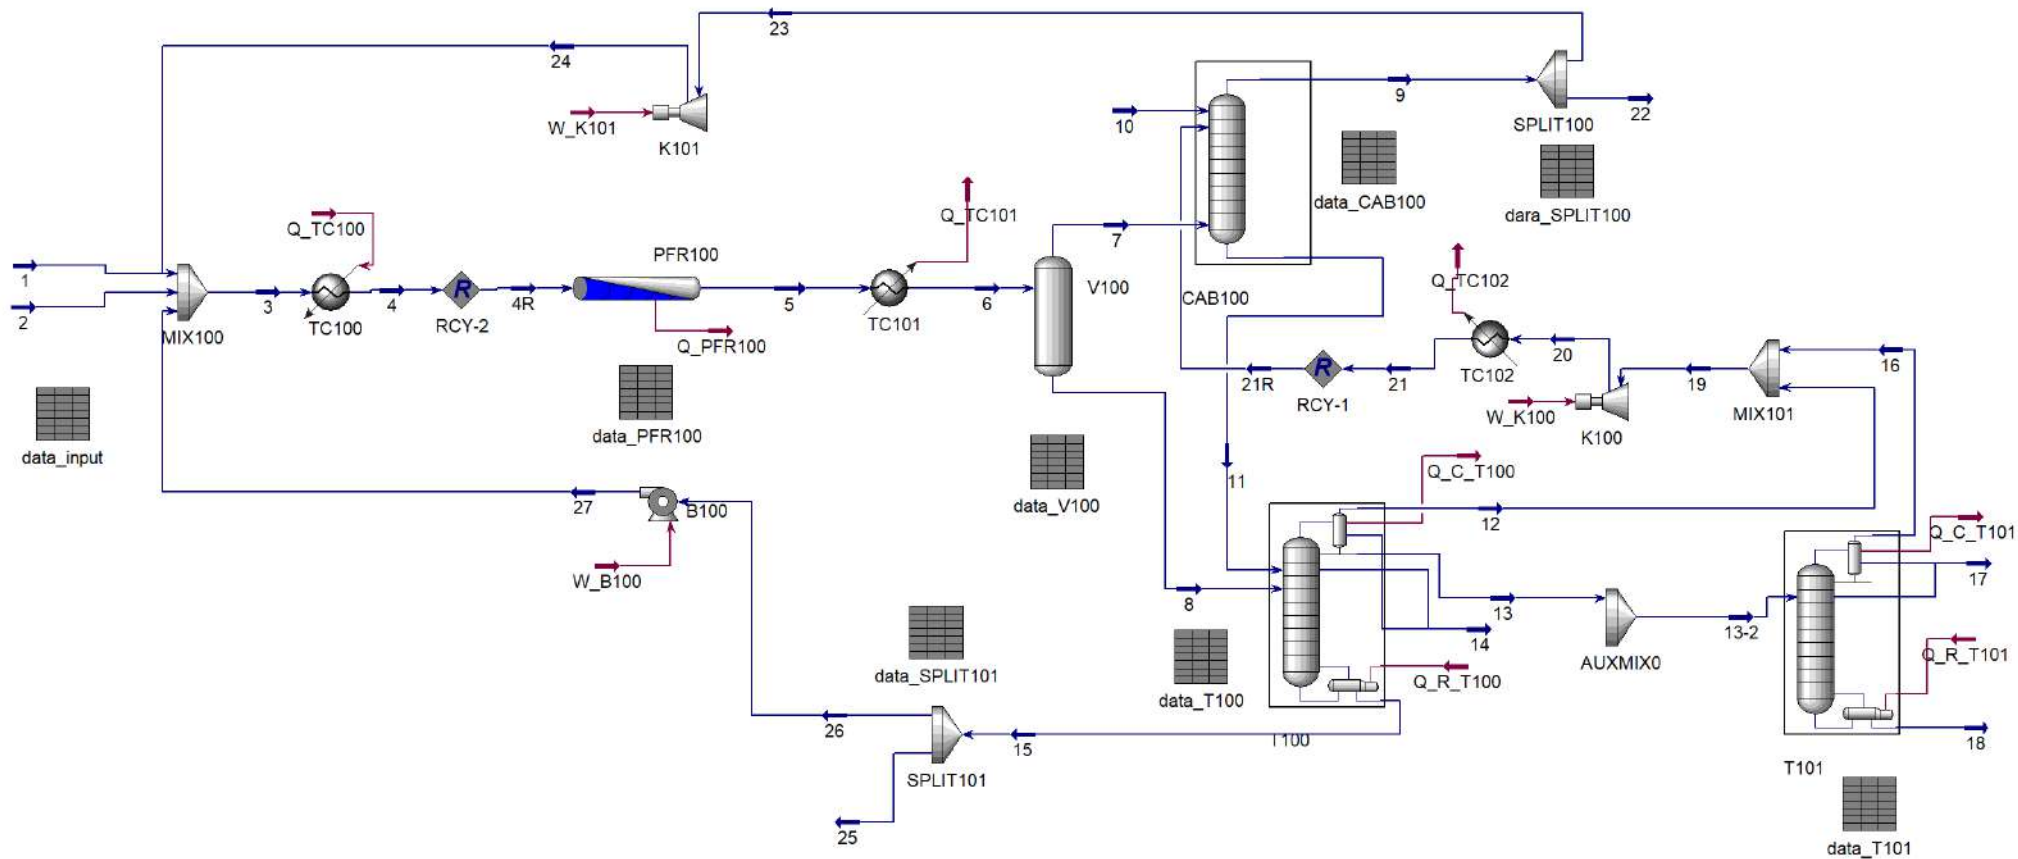 23
24
9
22
W_K101
K101
10
SPLIT100
data_CAB100
dara_SPLIT100
Q_TC100
Q_TC101
7
1
2
PFR100
Q_TC102
3
4
4R
5
6
V100
CAB100
MIX100
TC100
RCY-2
TC101
Q_PFR100
20
16
TC102
21R
21
19
RCY-1
MIX101
W_K100
K100
data_PFR100
data_input
data_V100
11
Q_C_T100
27
B100
12
Q_C_T101
17
W_B100
8
13
13-2
14
AUXMIX0
Q_R_T101
data_SPLIT101
Q_R_T100
data_T100
26
15
T100
18
SPLIT101
T101
25
data_T101